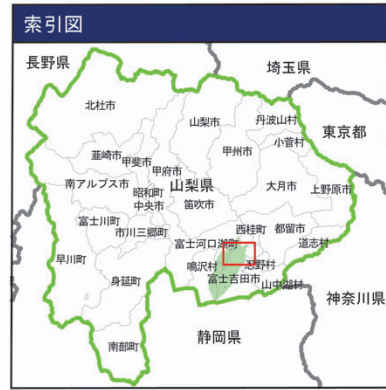 索引図
長野県
埼玉県
北杜市
山梨市
丹波山村
東京都
小菅村
韮崎市
甲斐市
甲州市
甲府市
南アルプス市
昭和町
山梨県
大月市
上野原市
中央市
笛吹市
富士川町
市川三郷町
西桂町
都留市
道志村
富士河口湖町
早川町
鳴沢村
忍野村
身延町
富士吉田市
山中湖村
神奈川県
静岡県
南部町